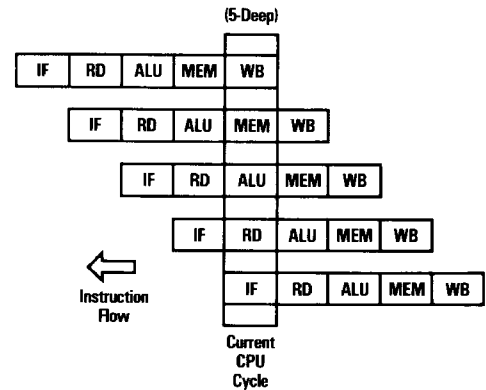 (5-Deep)
IF RD ALU MEM WB
IF RD ALU MEM WB
IF RD ALU MEM WB
IF RD ALU MEM WB
IF RD ALU MEM WB
Instruction
Flow
Current
CPU
Cycle